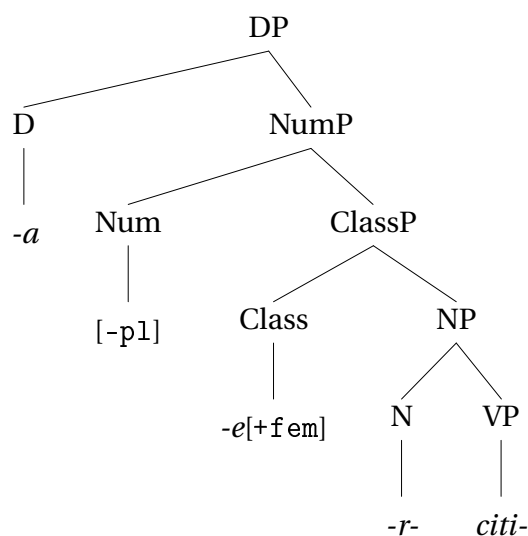 DP
D NumP
-a Num ClassP
[-pl] Class NP
-e[+fem] N VP
-r- citi-